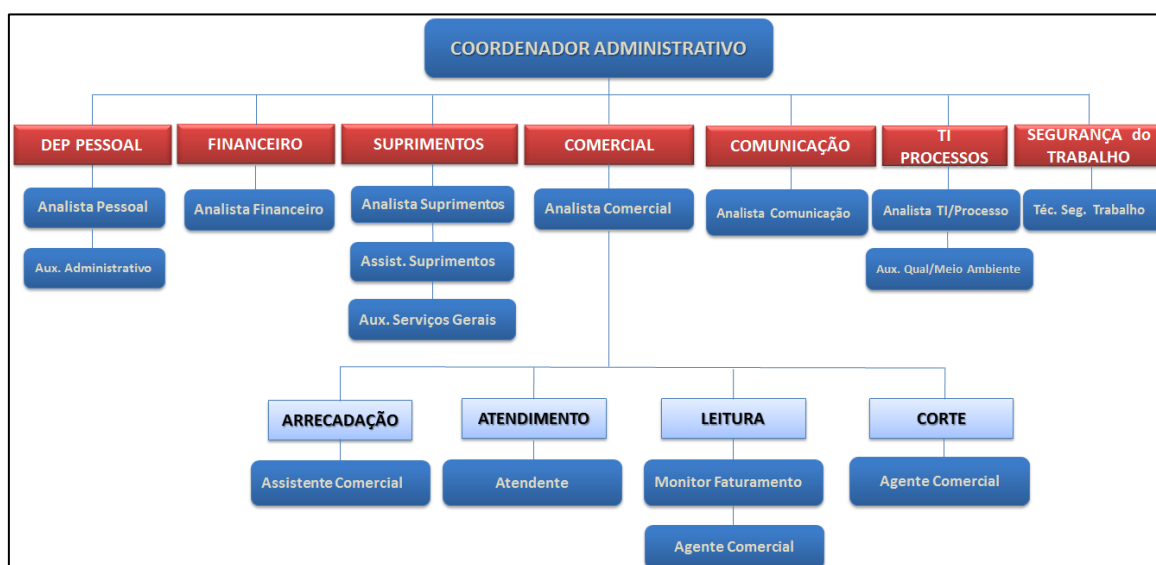 COORDENADOR ADMINISTRATIVO
DEP PESSOAL
FINANCEIRO
SUPRIMENTOS
COMERCIAL
COMUNICAÇÃO
TI
PROCESSOS
SEGURANÇA do
TRABALHO
Analista Pessoal
Analista Financeiro
Analista Suprimentos
Analista Comercial
Analista Comunicação
Analista TI/Processo
Téc. Seg. Trabalho
Aux. Administrativo
Assist. Suprimentos
Aux. Qual/Meio Ambiente
Aux. Serviços Gerais
ARRECADAÇÃO
ATENDIMENTO
LEITURA
CORTE
Assistente Comercial
Atendente
Monitor Faturamento
Agente Comercial
Agente Comercial